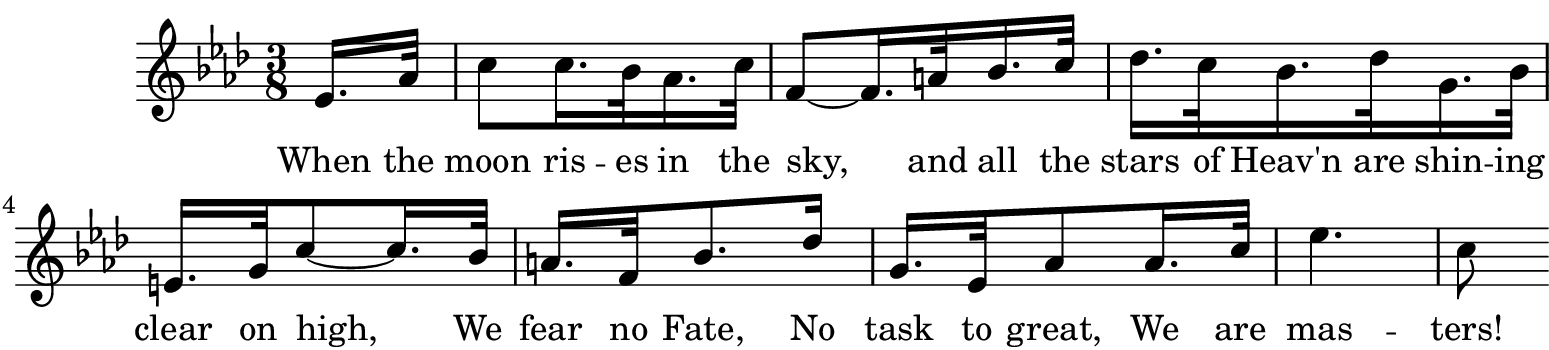 3
8
When the moon ris - es in the sky, and all the stars of Heav'n are shin - ing
4
clear on high, We fear no Fate, No task to great, We are mas - ters!